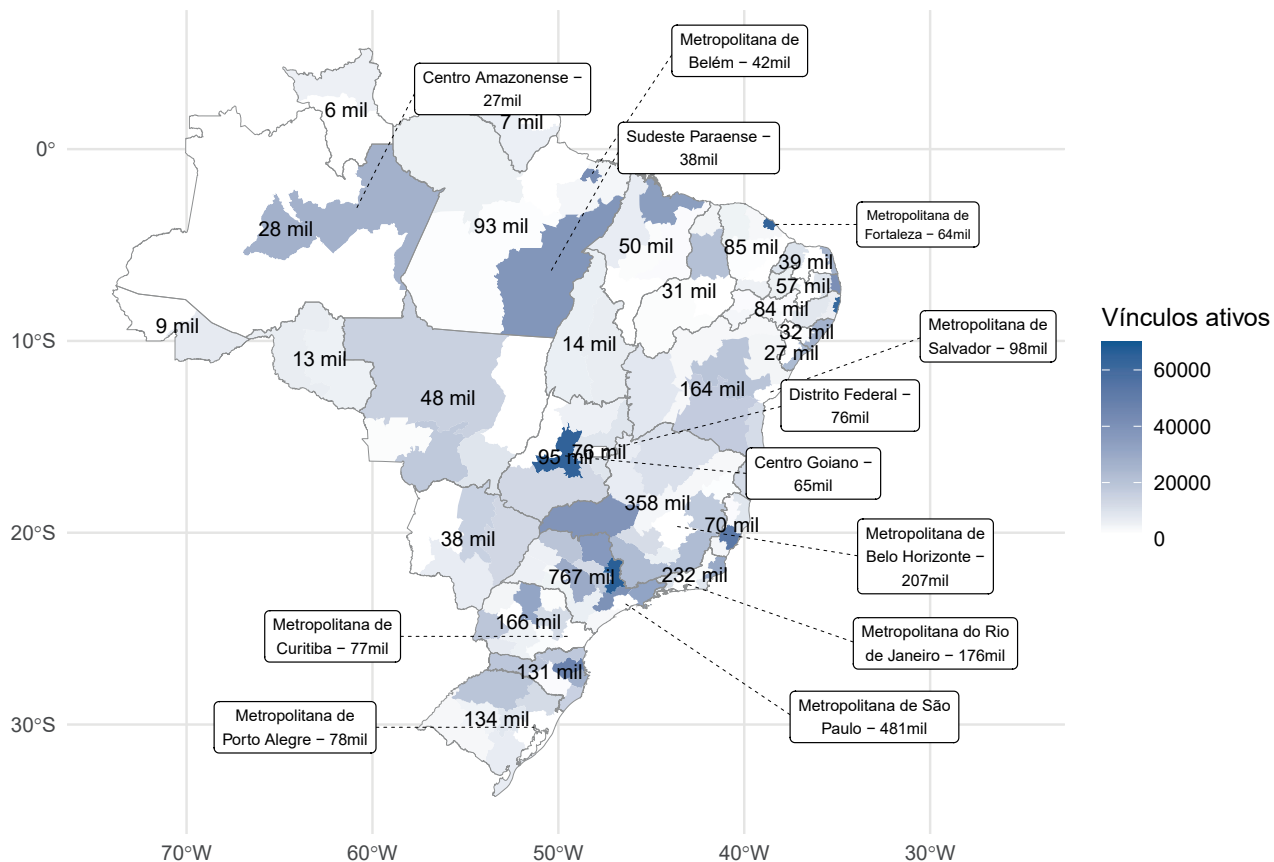 Metropolitana de
Belém − 42mil
Centro Amazonense −
27mil
6 mil
7 mil
Sudeste Paraense −
38mil
0°
Metropolitana de
Fortaleza − 64mil
28 mil
93 mil
50 mil
85 mil
39 mil
57 mil
31 mil
84 mil
9 mil
32 mil
Metropolitana de
Salvador − 98mil
10°S
13 mil
14 mil
27 mil
48 mil
164 mil
Distrito Federal −
76mil
76 mil
95 mil
Centro Goiano −
65mil
358 mil
70 mil
20°S
38 mil
Metropolitana de
Belo Horizonte −
207mil
767 mil
232 mil
Metropolitana de
Curitiba − 77mil
166 mil
Metropolitana do Rio
de Janeiro − 176mil
131 mil
Metropolitana de
Porto Alegre − 78mil
134 mil
30°S
Metropolitana de São
Paulo − 481mil
70°W
60°W
50°W
40°W
30°W
Vínculos ativos
60000
40000
20000
0